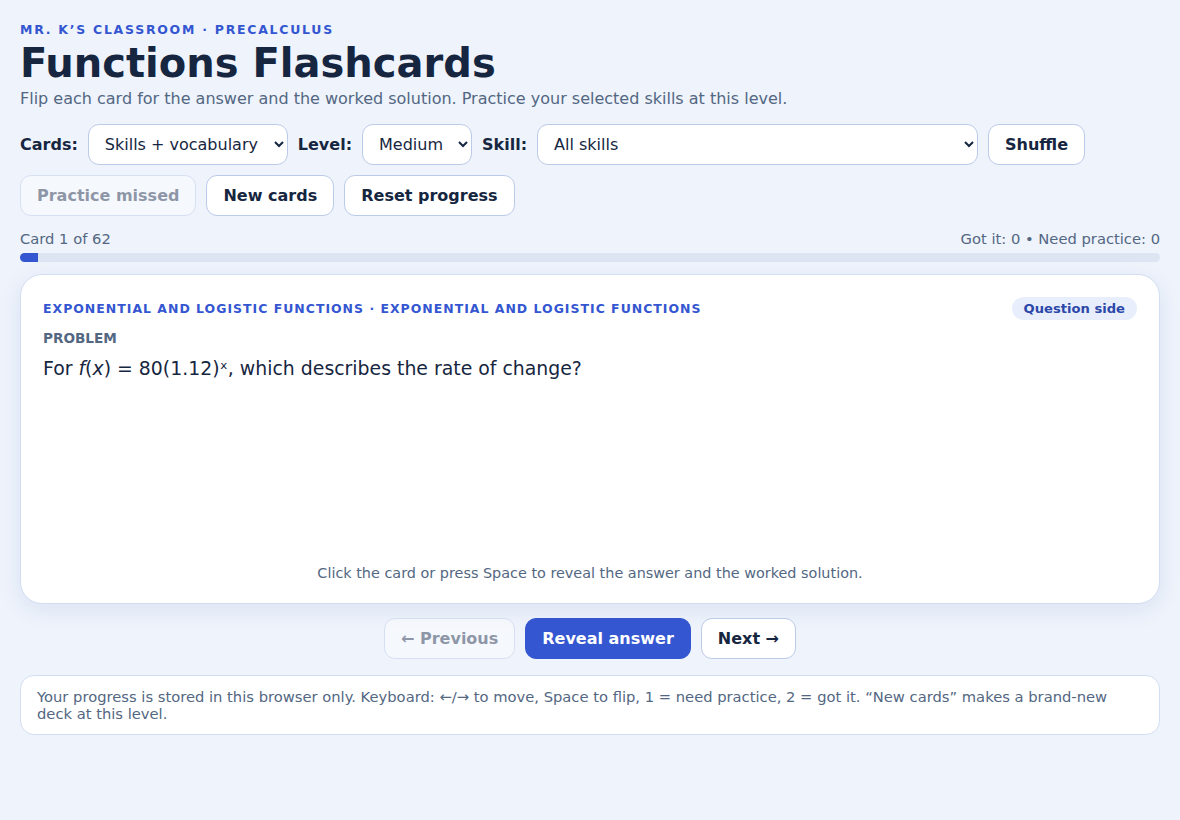 MR. K’S CLASSROOM · PRECALCULUS
Functions Flashcards
Flip each card for the answer and the worked solution. Practice your selected skills at this level.
Cards: Skills + vocabulary Level: Medium Skill: All skills Shuffle
Practice missed New cards Reset progress
Card 1 of 62 Got it: 0 • Need practice: 0
EXPONENTIAL AND LOGISTIC FUNCTIONS · EXPONENTIAL AND LOGISTIC FUNCTIONS Question side
PROBLEM
For f(x) = 80(1.12)ˣ, which describes the rate of change?
Click the card or press Space to reveal the answer and the worked solution.
← Previous Reveal answer Next →
Your progress is stored in this browser only. Keyboard: ←/→ to move, Space to flip, 1 = need practice, 2 = got it. “New cards” makes a brand-new
deck at this level.